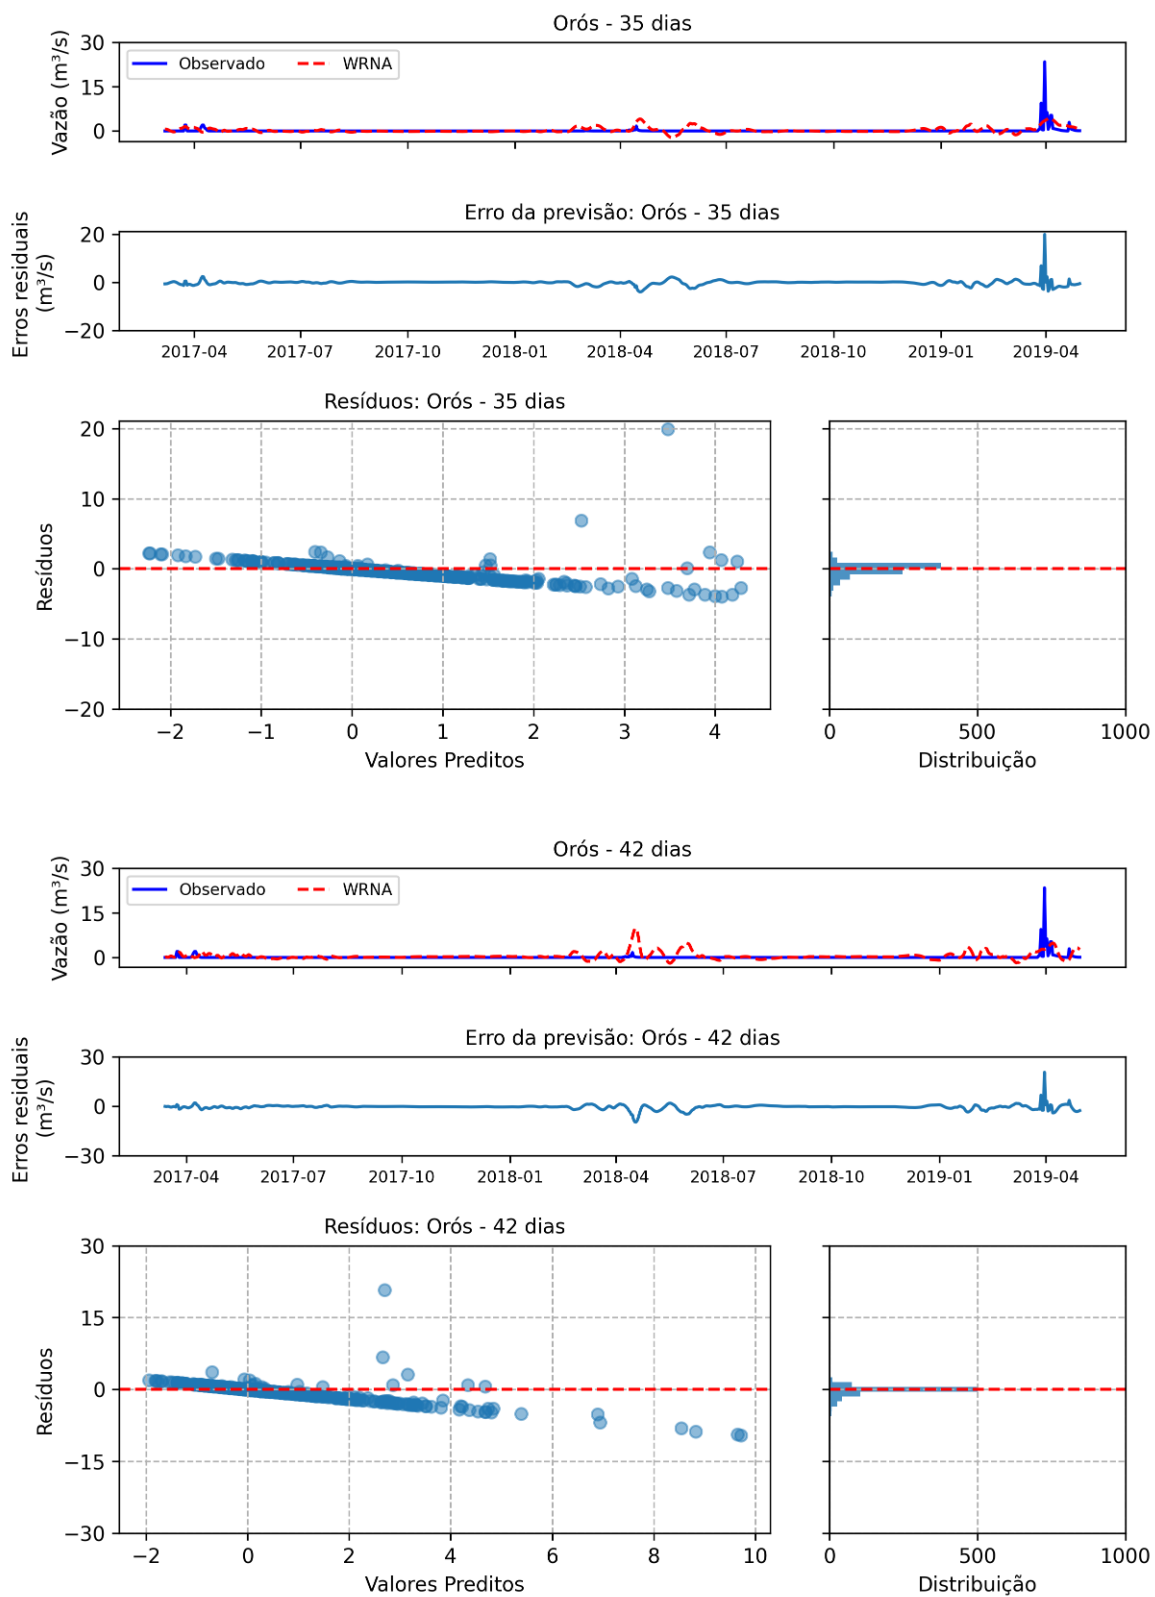 Orós - 35 dias
Vazão (m³/s)
30
15
0
Observado
WRNA
Erro da previsão: Orós - 35 dias
Erros residuais
(m³/s)
20
0
−20
2017-04 2017-07 2017-10 2018-01 2018-04 2018-07 2018-10 2019-01 2019-04
Resíduos: Orós - 35 dias
Resíduos
20
10
0
−10
−20
−2 −1 0 1 2 3 4
Valores Preditos
0 500 1000
Distribuição
Orós - 42 dias
Vazão (m³/s)
30
15
0
Observado
WRNA
Erro da previsão: Orós - 42 dias
Erros residuais
(m³/s)
30
0
−30
2017-04 2017-07 2017-10 2018-01 2018-04 2018-07 2018-10 2019-01 2019-04
Resíduos: Orós - 42 dias
Resíduos
30
15
0
−15
−30
−2 0 2 4 6 8 10
Valores Preditos
0 500 1000
Distribuição